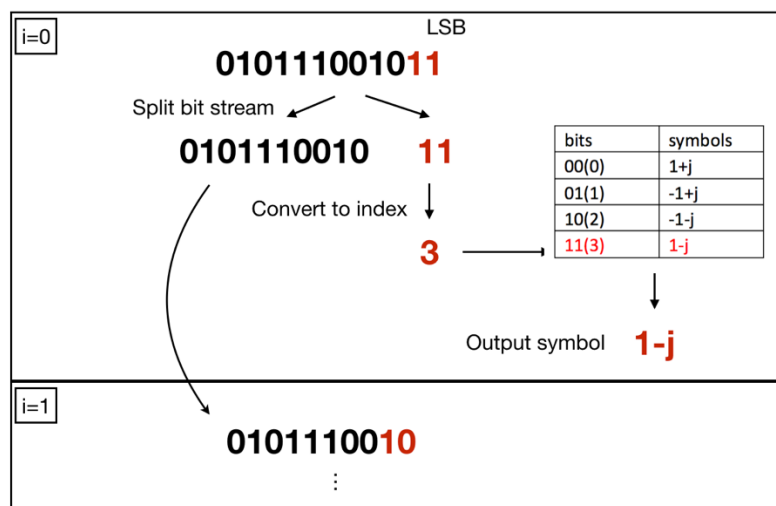 i=0
LSB
010111001011
Split bit stream
0101110010 11
Convert to index
3
bits symbols
00(0) 1+j
01(1) -1+j
10(2) -1-j
11(3) 1-j
Output symbol 1-j
i=1
0101110010
⋮